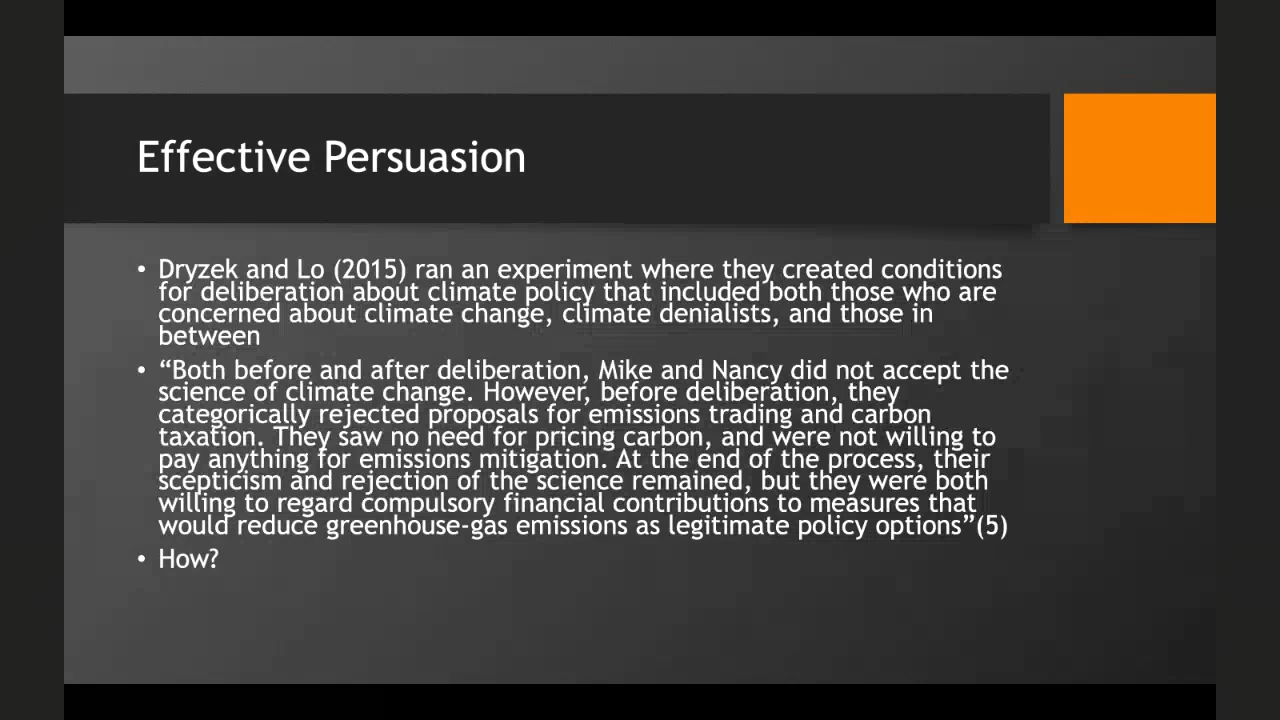 Effective Persuasion
• Dryzek and Lo (2015) ran an experiment where they created conditions
for deliberation about climate policy that included both those who are
concerned about climate change, climate denialists, and those in
between
• “Both before and after deliberation, Mike and Nancy did not accept the
science of climate change. However, before deliberation, they
categorically rejected proposals for emissions trading and carbon
taxation. They saw no need for pricing carbon, and were not willing to
pay anything for emissions mitigation. At the end of the process, their
scepticism and rejection of the science remained, but they were both
willing to regard compulsory financial contributions to measures that
would reduce greenhouse-gas emissions as legitimate policy options”(5)
• How?